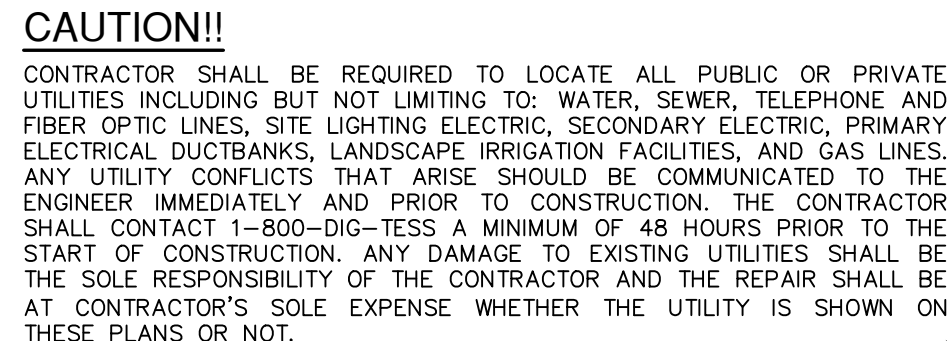 CAUTION!!
CONTRACTOR SHALL BE REQUIRED TO LOCATE ALL PUBLIC OR PRIVATE
UTILITIES INCLUDING BUT NOT LIMITING TO: WATER, SEWER, TELEPHONE AND
FIBER OPTIC LINES, SITE LIGHTING ELECTRIC, SECONDARY ELECTRIC, PRIMARY
ELECTRICAL DUCTBANKS, LANDSCAPE IRRIGATION FACILITIES, AND GAS LINES.
ANY UTILITY CONFLICTS THAT ARISE SHOULD BE COMMUNICATED TO THE
ENGINEER IMMEDIATELY AND PRIOR TO CONSTRUCTION. THE CONTRACTOR
SHALL CONTACT 1-800-DIG-TESS A MINIMUM OF 48 HOURS PRIOR TO THE
START OF CONSTRUCTION. ANY DAMAGE TO EXISTING UTILITIES SHALL BE
THE SOLE RESPONSIBILITY OF THE CONTRACTOR AND THE REPAIR SHALL BE
AT CONTRACTOR'S SOLE EXPENSE WHETHER THE UTILITY IS SHOWN ON
THESE PLANS OR NOT.